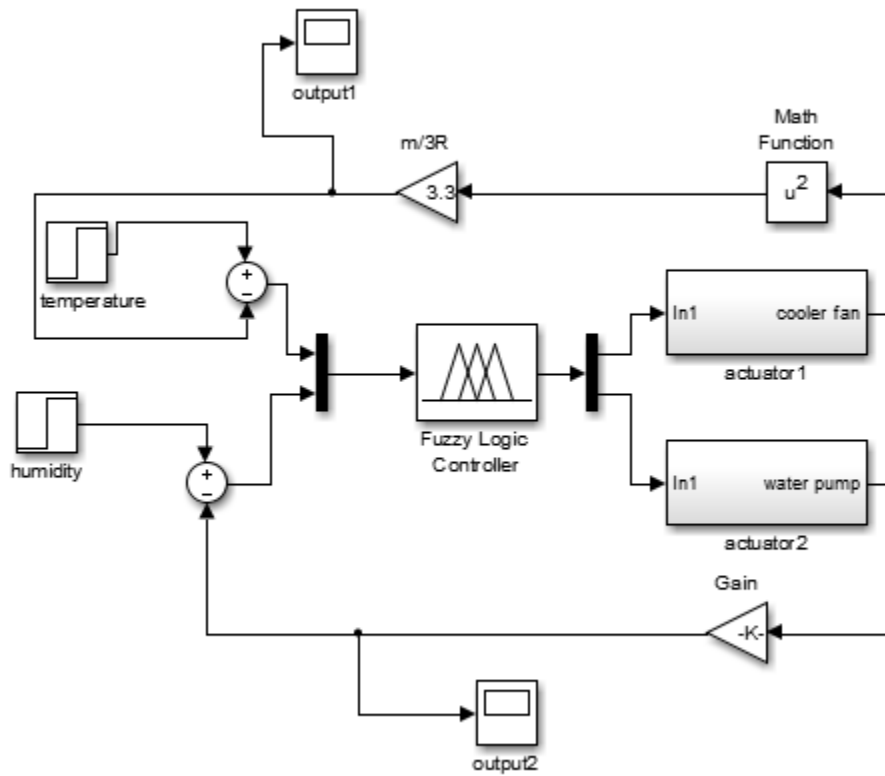 output1
m/3R
3.3
Math
Function
u²
temperature
+
−
In1
cooler fan
actuator1
Fuzzy Logic
Controller
humidity
+
−
In1
water pump
actuator2
Gain
-K-
output2